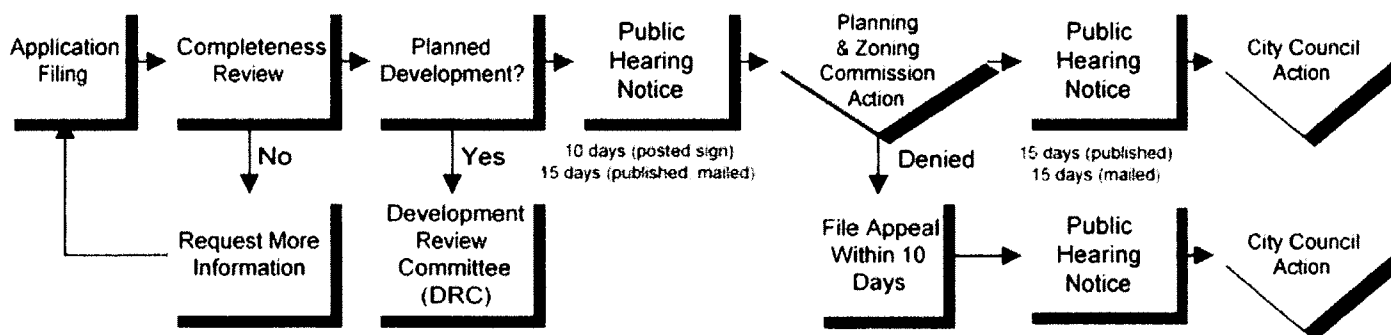 Application
Filing
Completeness
Review
Planned
Development?
Public
Hearing
Notice
Planning
& Zoning
Commission
Action
Public
Hearing
Notice
City Council
Action
No
Yes
10 days (posted sign)
15 days (published, mailed)
Denied
15 days (published)
15 days (mailed)
Request More
Information
Development
Review
Committee
(DRC)
File Appeal
Within 10
Days
Public
Hearing
Notice
City Council
Action